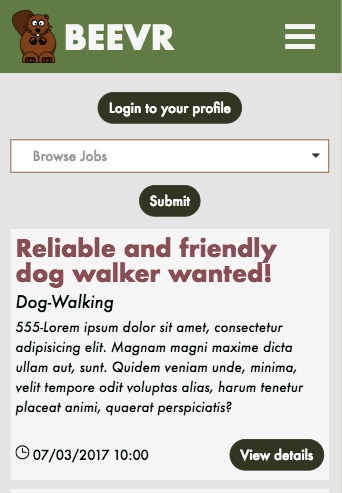 BEEVR
Login to your profile
Browse Jobs
Submit
Reliable and friendly
dog walker wanted!
Dog-Walking
555-Lorem ipsum dolor sit amet, consectetur
adipisicing elit. Magnam magni maxime dicta
ullam aut, sunt. Quidem veniam unde, minima,
velit tempore odit voluptas alias, harum tenetur
placeat animi, quaerat perspiciatis?
07/03/2017 10:00
View details